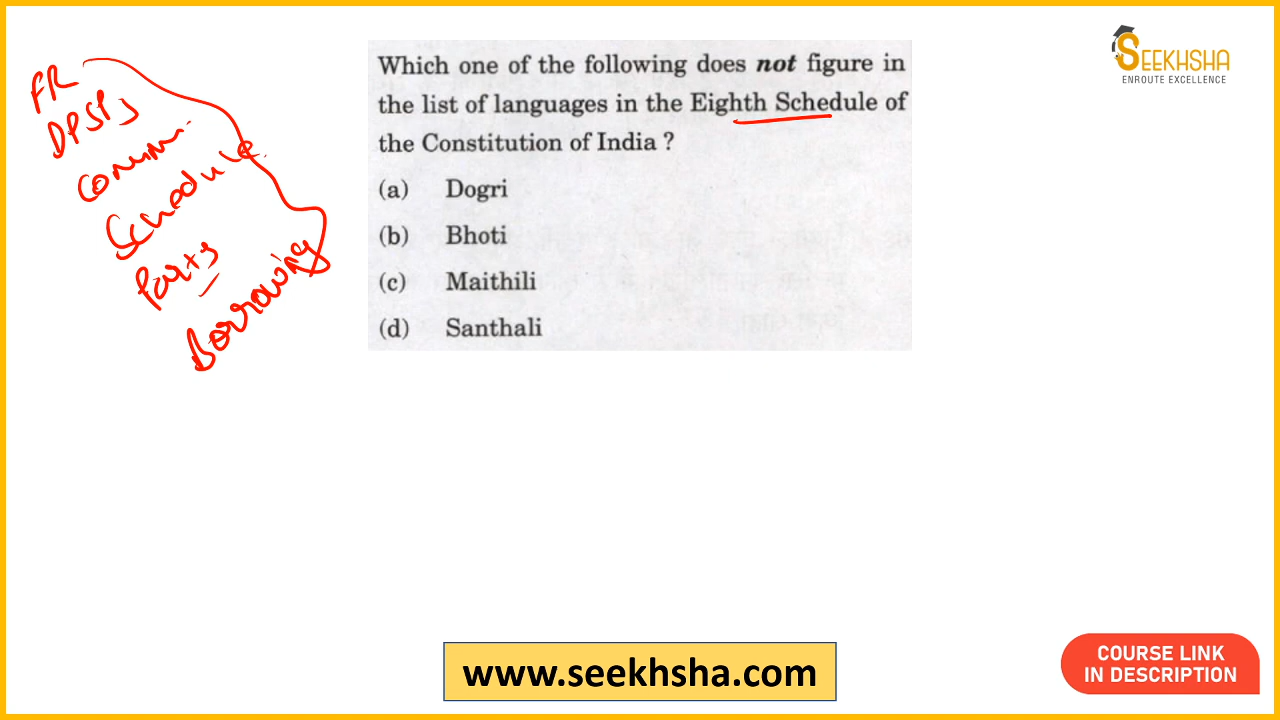 FR
DPSPs
Comm.
Schedule
Parts
Borrowing
Which one of the following does not figure in
the list of languages in the Eighth Schedule of
the Constitution of India ?
(a) Dogri
(b) Bhoti
(c) Maithili
(d) Santhali
SEEKHSHA
ENROUTE EXCELLENCE
www.seekhsha.com
COURSE LINK
IN DESCRIPTION